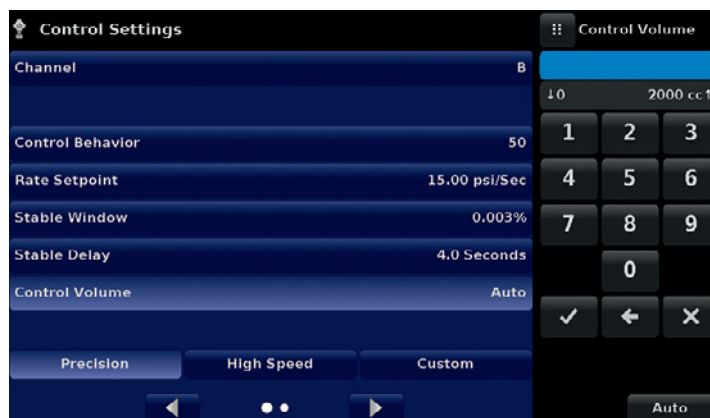 Control Settings
Control Volume
Channel B
↓0 2000 cc↑
Control Behavior 50
Rate Setpoint 15.00 psi/Sec
Stable Window 0.003%
Stable Delay 4.0 Seconds
Control Volume Auto
Precision High Speed Custom
1 2 3
4 5 6
7 8 9
0
Auto